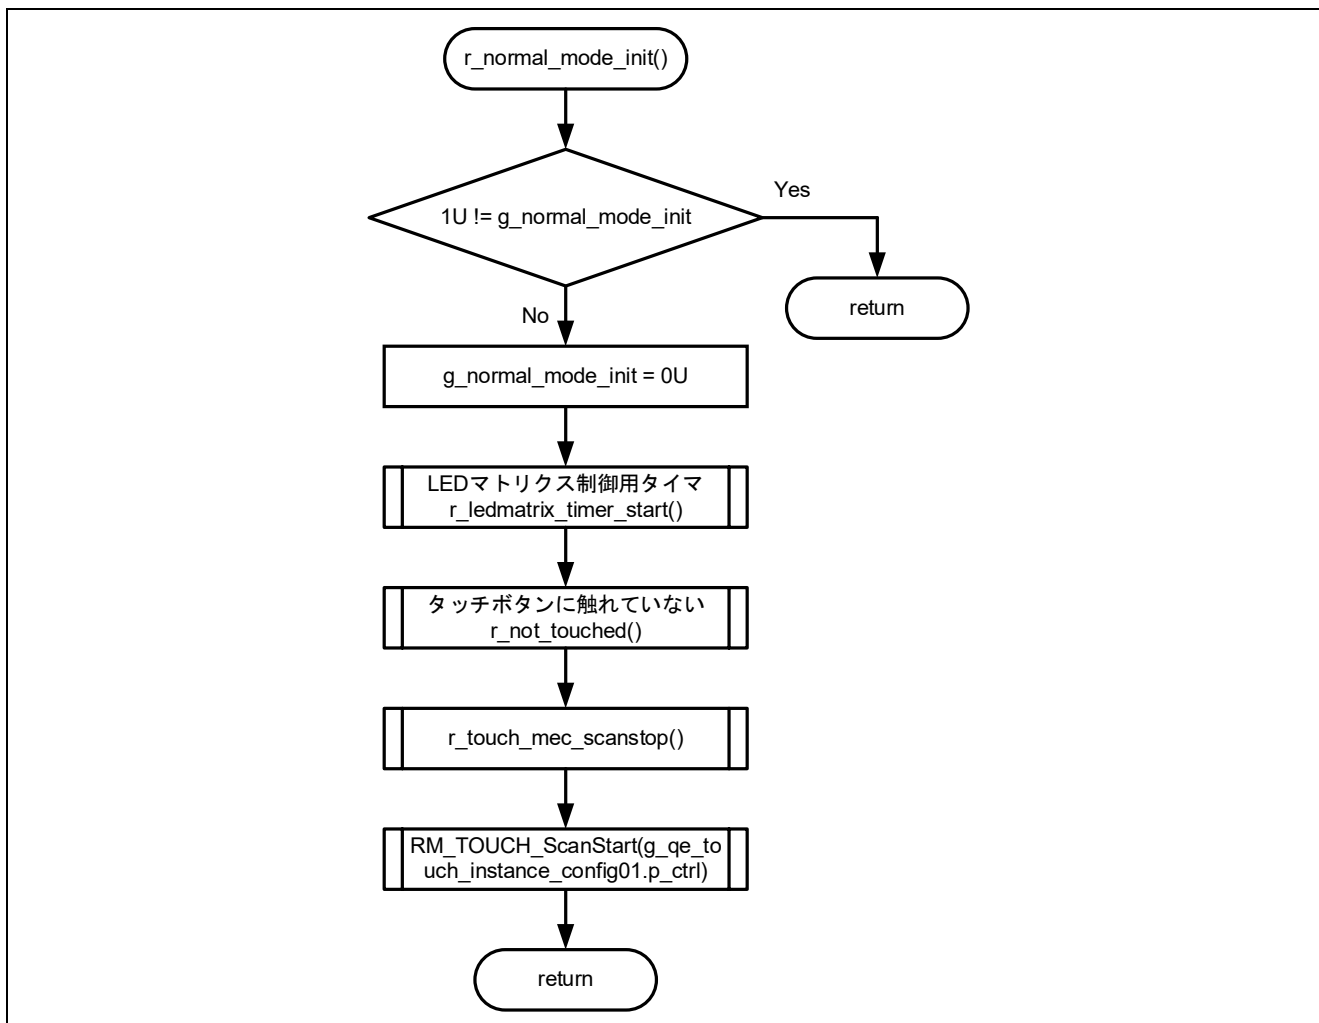 r_normal_mode_init()
1U != g_normal_mode_init
Yes
return
No
g_normal_mode_init = 0U
LEDマトリクス制御用タイマ
r_ledmatrix_timer_start()
タッチボタンに触れていない
r_not_touched()
r_touch_mec_scanstop()
RM_TOUCH_ScanStart(g_qe_to
uch_instance_config01.p_ctrl)
return